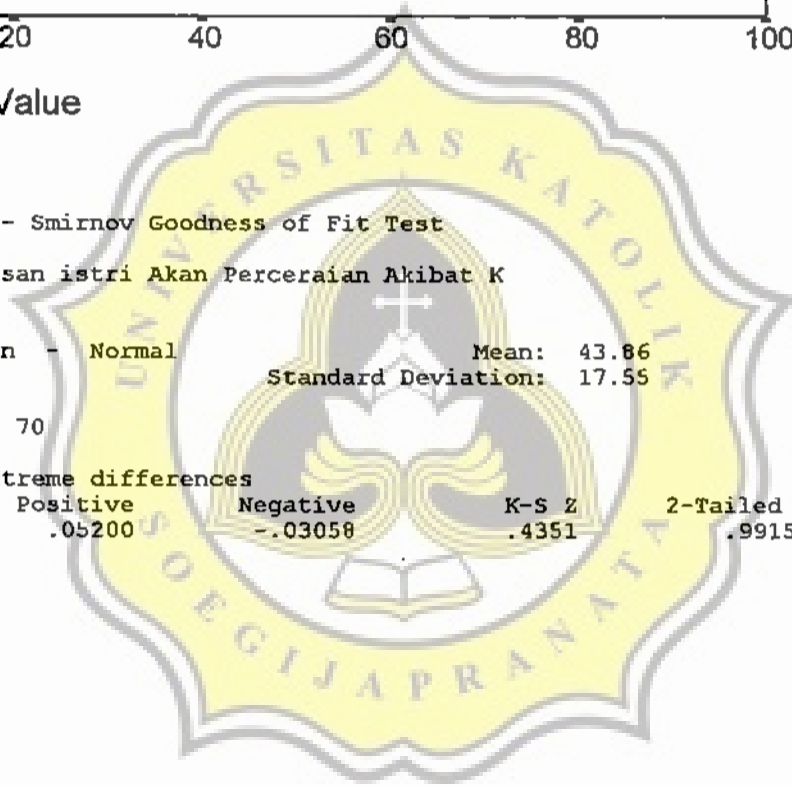 20 40 60 80 100
Value
- Smirnov Goodness of Fit Test
san istri Akan Perceraian Akibat K
n - Normal Mean: 43.86
Standard Deviation: 17.55
70
treme differences
Positive Negative K-S Z 2-Tailed
.05200 -.03058 .4351 .9915
UNIVERSITAS KATOLIK
SOEGIJAPRANATA